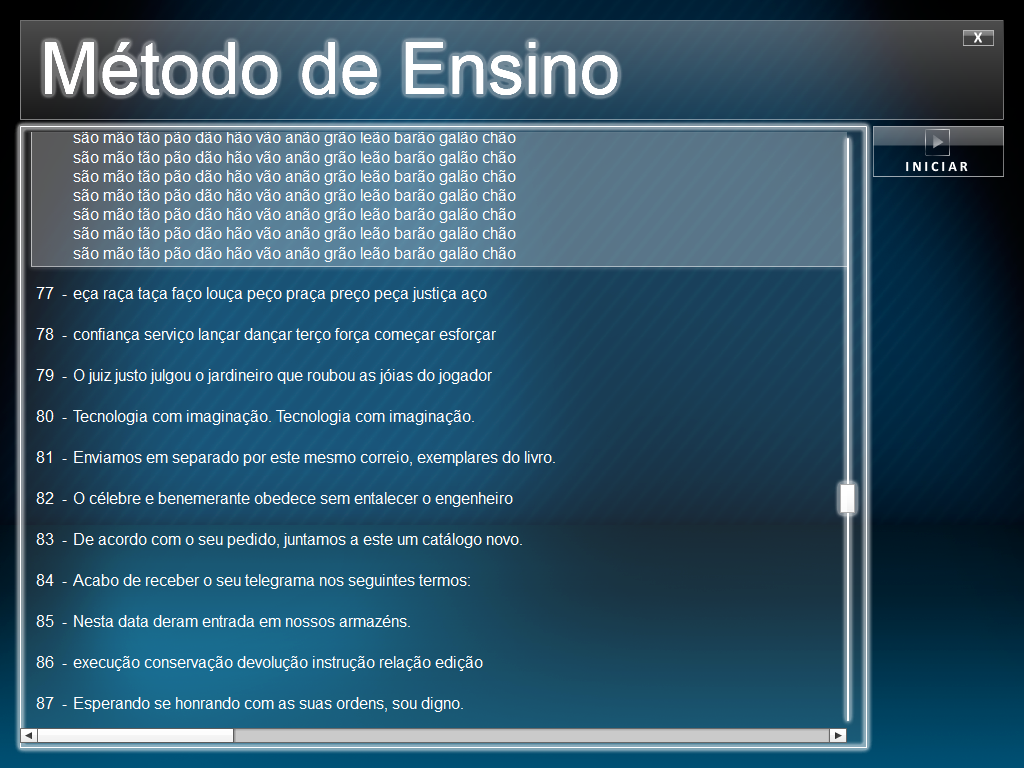 Método de Ensino
X
INICIAR
são mão tão pão dão hão vão anão grão leão barão galão chão
são mão tão pão dão hão vão anão grão leão barão galão chão
são mão tão pão dão hão vão anão grão leão barão galão chão
são mão tão pão dão hão vão anão grão leão barão galão chão
são mão tão pão dão hão vão anão grão leão barão galão chão
são mão tão pão dão hão vão anão grão leão barão galão chão
são mão tão pão dão hão vão anão grão leão barão galão chão
77 - eça raça taça faço louça peço praça preço peça justiça aço
78 - confiança serviço lançar dançar terço força começar esforçar
79 - O juiz justo julgou o jardineiro que roubou as jóias do jogador
80 - Tecnologia com imaginação. Tecnologia com imaginação.
81 - Enviamos em separado por este mesmo correio, exemplares do livro.
82 - O célebre e benemerante obedece sem entalecer o engenheiro
83 - De acordo com o seu pedido, juntamos a este um catálogo novo.
84 - Acabo de receber o seu telegrama nos seguintes termos:
85 - Nesta data deram entrada em nossos armazéns.
86 - execução conservação devolução instrução relação edição
87 - Esperando se honrando com as suas ordens, sou digno.